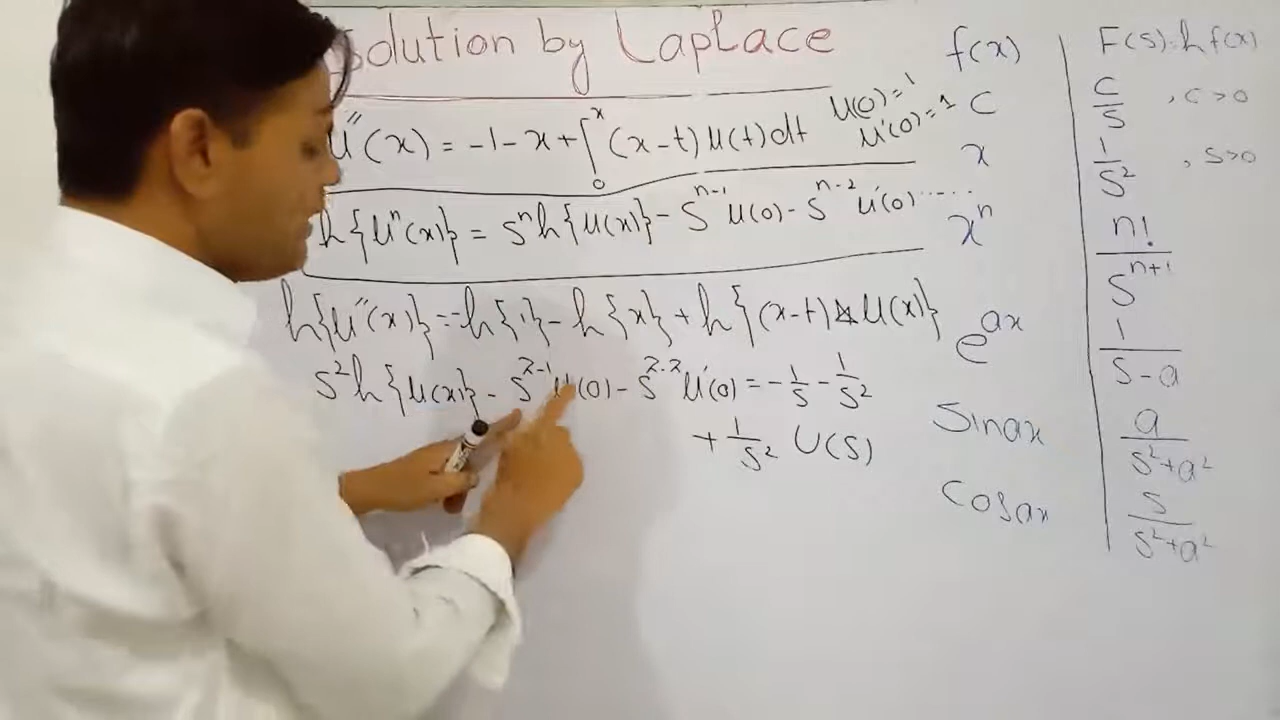 Solution by Laplace
u''(x) = -1 - x + ∫₀ˣ (x-t) u(t) dt u(0) = 1
u'(0) = 1
h{uⁿ(x)} = sⁿ h{u(x)} - sⁿ⁻¹ u(0) - sⁿ⁻² u'(0) ......
h{u''(x)} = -h{1} - h{x} + h{(x-t) * u(x)}
s² h{u(x)} - s²⁻¹ u(0) - s²⁻² u'(0) = -1/s - 1/s²
+ 1/s² U(s)
f(x) F(s) = h f(x)
c c/s , c>0
x 1/s² , s>0
xⁿ n!/sⁿ⁺¹
eᵃˣ 1/(s-a)
sin ax a/(s²+a²)
cos ax s/(s²+a²)